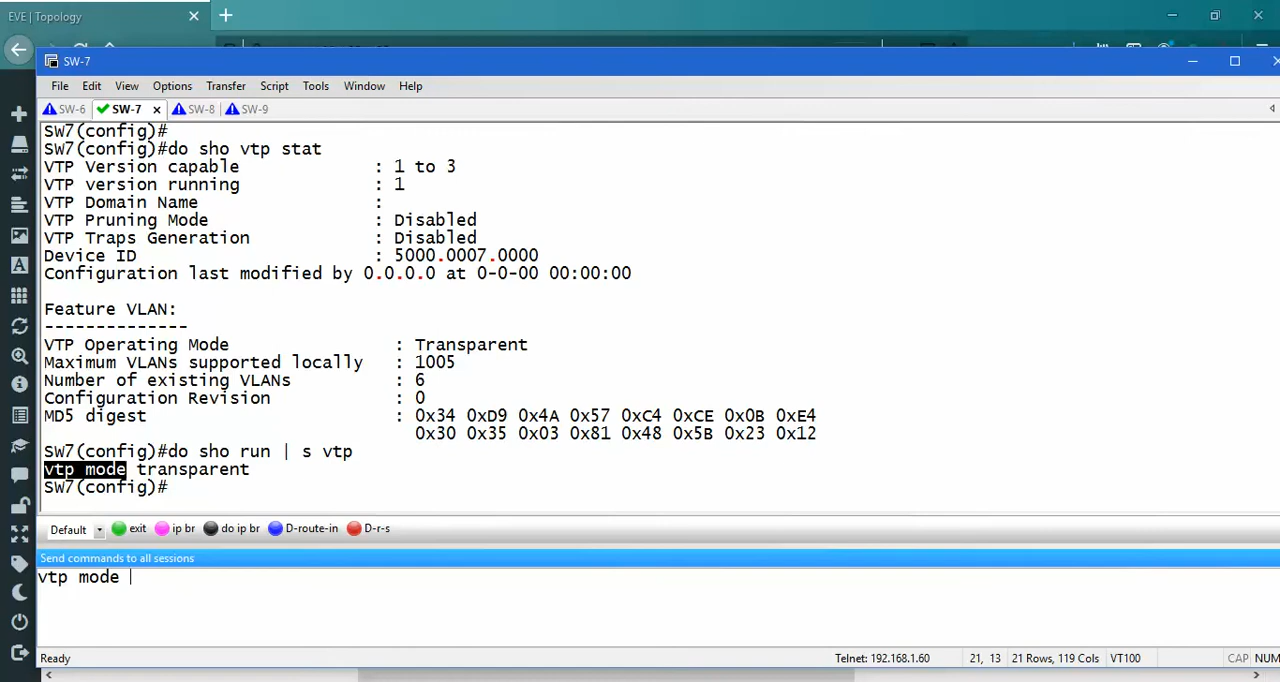 EVE | Topology
SW-7
File Edit View Options Transfer Script Tools Window Help
SW-6 SW-7 SW-8 SW-9
SW7(config)#
SW7(config)#do sho vtp stat
VTP Version capable : 1 to 3
VTP version running : 1
VTP Domain Name :
VTP Pruning Mode : Disabled
VTP Traps Generation : Disabled
Device ID : 5000.0007.0000
Configuration last modified by 0.0.0.0 at 0-0-00 00:00:00
Feature VLAN:
--------------
VTP Operating Mode : Transparent
Maximum VLANs supported locally : 1005
Number of existing VLANs : 6
Configuration Revision : 0
MD5 digest : 0x34 0xD9 0x4A 0x57 0xC4 0xCE 0x0B 0xE4
0x30 0x35 0x03 0x81 0x48 0x5B 0x23 0x12
SW7(config)#do sho run | s vtp
vtp mode transparent
SW7(config)#
Default exit ip br do ip br D-route-in D-r-s
Send commands to all sessions
vtp mode
Ready Telnet: 192.168.1.60 21, 13 21 Rows, 119 Cols VT100 CAP NUM